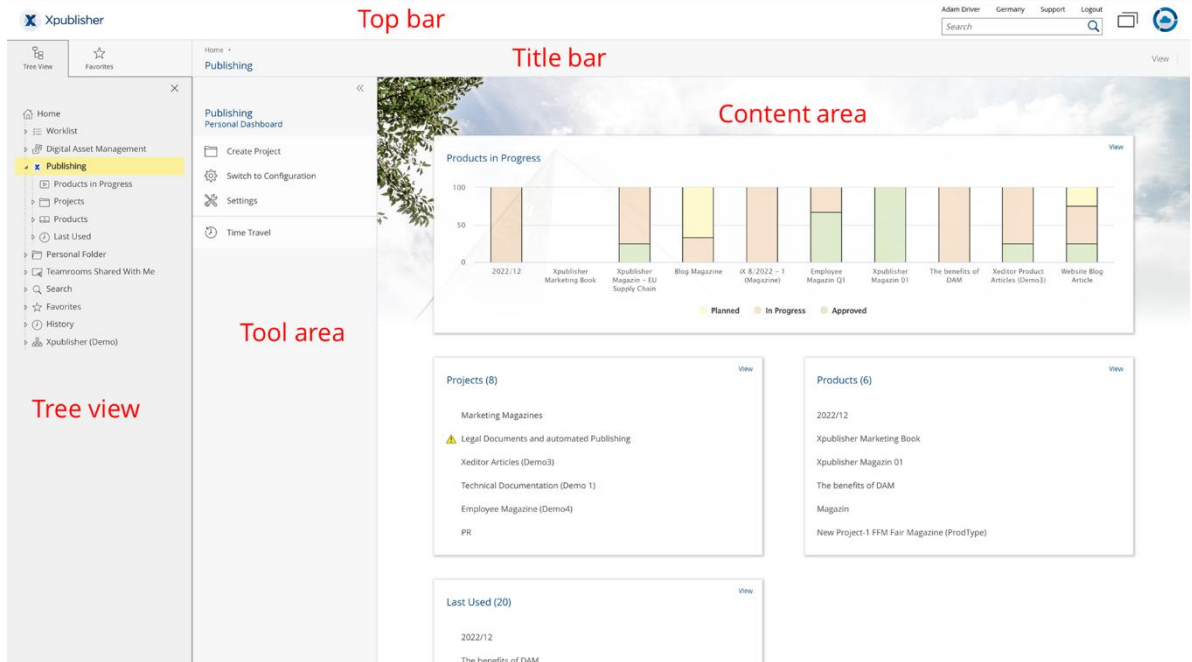 Xpublisher
Top bar
Adam Driver Germany Support Logout
Search
Tree View
Favorites
Home
Publishing
Title bar
View
Home
Worklist
Digital Asset Management
Publishing
Products in Progress
Projects
Products
Last Used
Personal Folder
Teamrooms Shared With Me
Search
Favorites
History
Xpublisher (Demo)
Tree view
Publishing
Personal Dashboard
Create Project
Switch to Configuration
Settings
Time Travel
Tool area
Content area
Products in Progress
View
100
50
0
2022/12
Xpublisher
Marketing Book
Xpublisher
Magazin – EU
Supply Chain
Blog Magazine
iX 8/2022 – 1
(Magazine)
Employee
Magazin Q1
Xpublisher
Magazin 01
The benefits of
DAM
Xeditor Product
Articles (Demo3)
Website Blog
Article
Planned In Progress Approved
Projects (8)
View
Marketing Magazines
Legal Documents and automated Publishing
Xeditor Articles (Demo3)
Technical Documentation (Demo 1)
Employee Magazine (Demo4)
PR
Products (6)
View
2022/12
Xpublisher Marketing Book
Xpublisher Magazin 01
The benefits of DAM
Magazin
New Project-1 FFM Fair Magazine (ProdType)
Last Used (20)
View
2022/12
The benefits of DAM